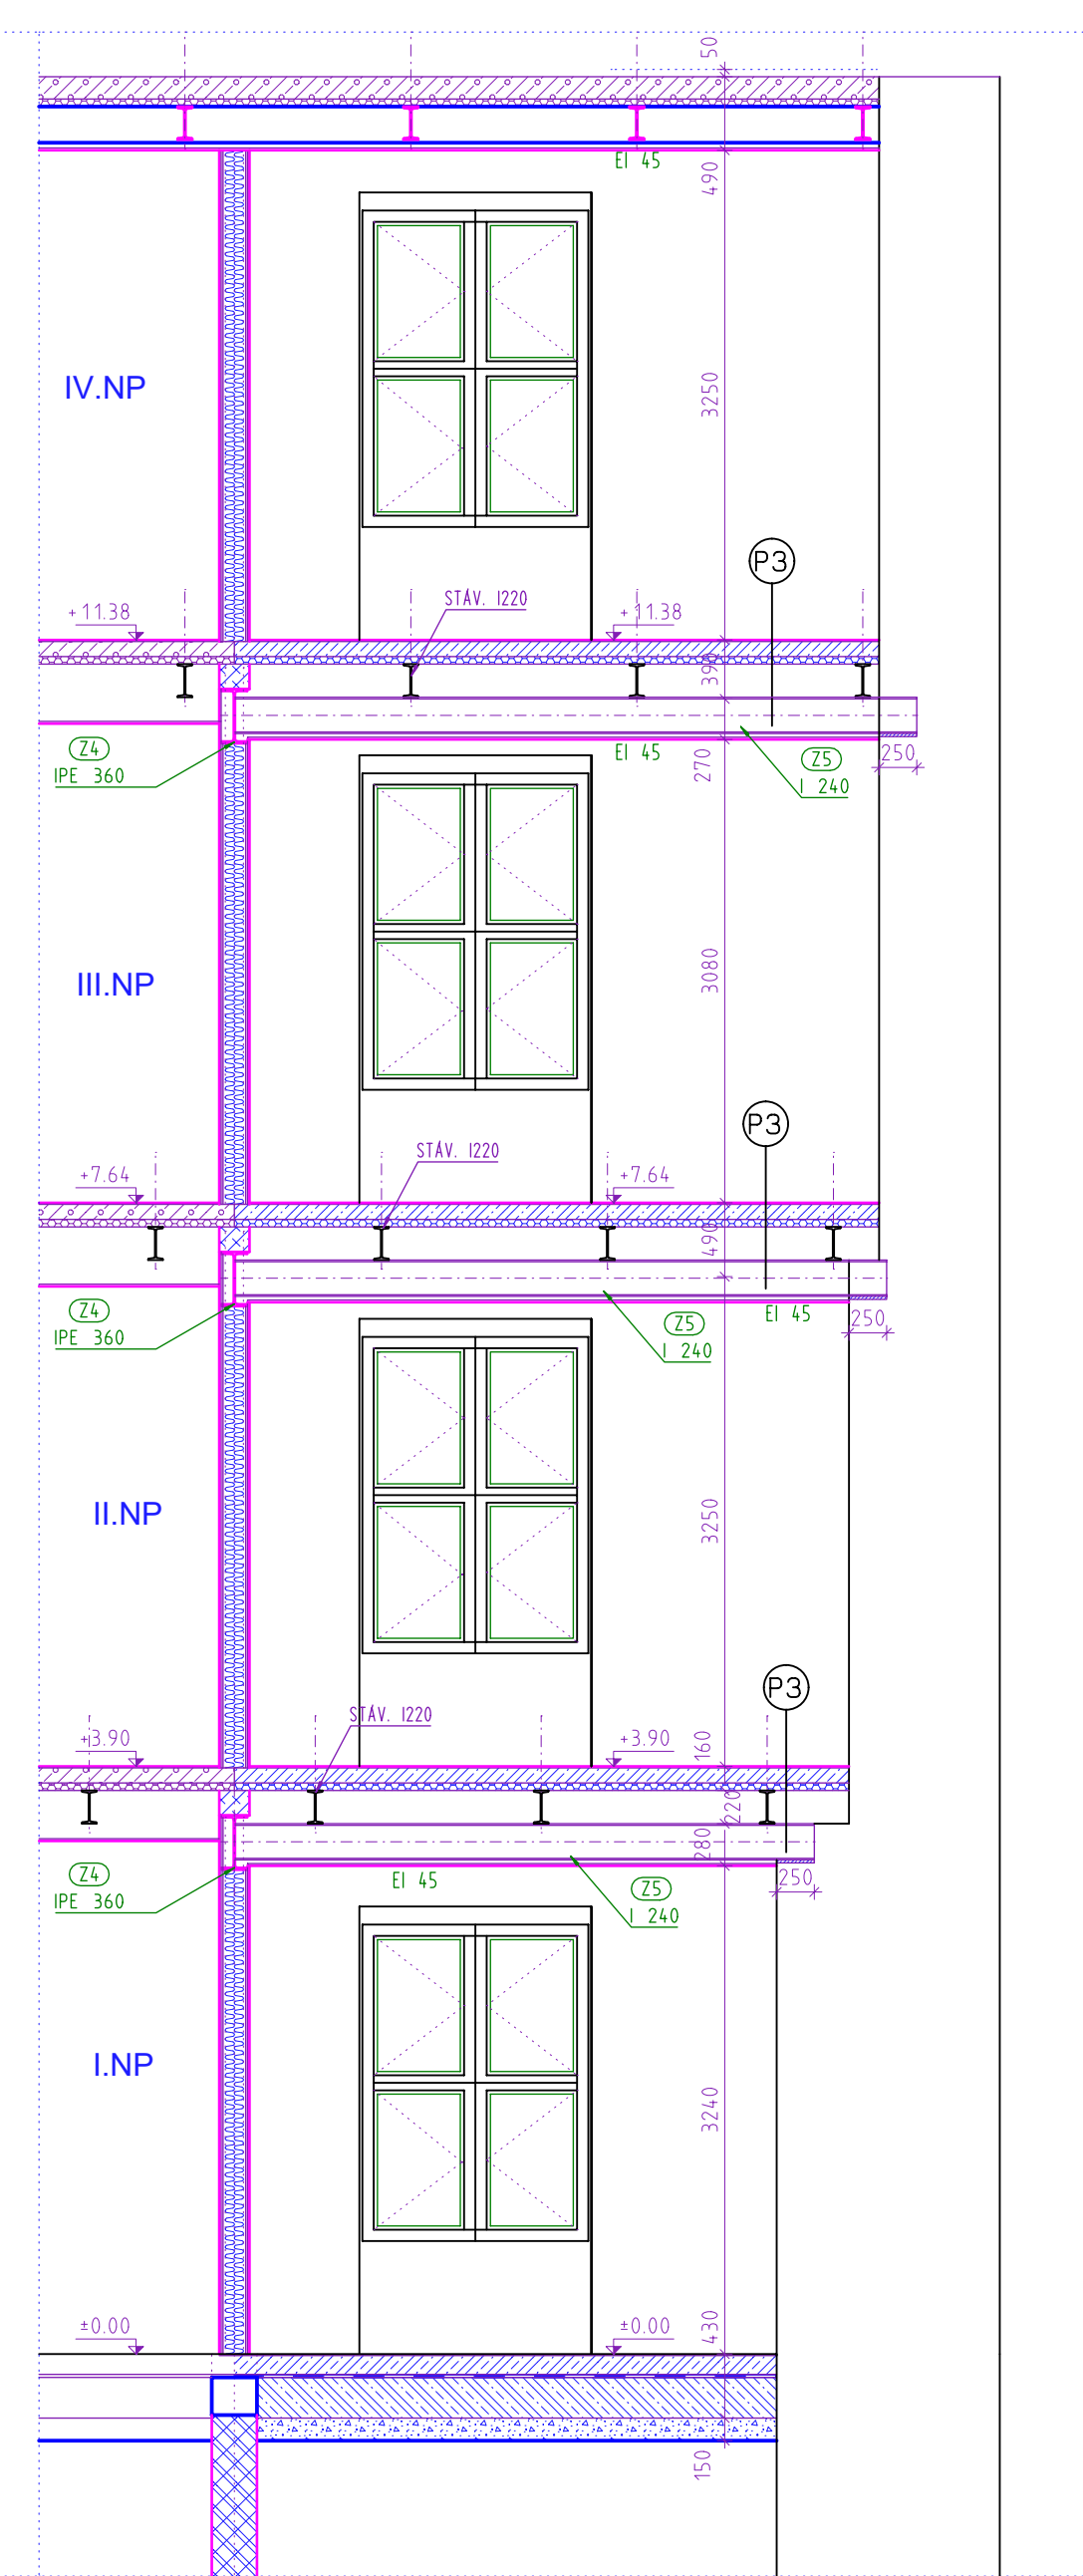 50
EI 45
490
IV.NP
3250
P3
STÁV. I220
+11.38
+11.38
390
Z4
IPE 360
EI 45
270
Z5
I 240
250
III.NP
3080
P3
STÁV. I220
+7.64
+7.64
490
Z4
IPE 360
Z5
I 240
EI 45
250
II.NP
3250
P3
STÁV. I220
+3.90
+3.90
160
220
280
Z4
IPE 360
EI 45
Z5
I 240
250
I.NP
3240
±0.00
±0.00
430
150